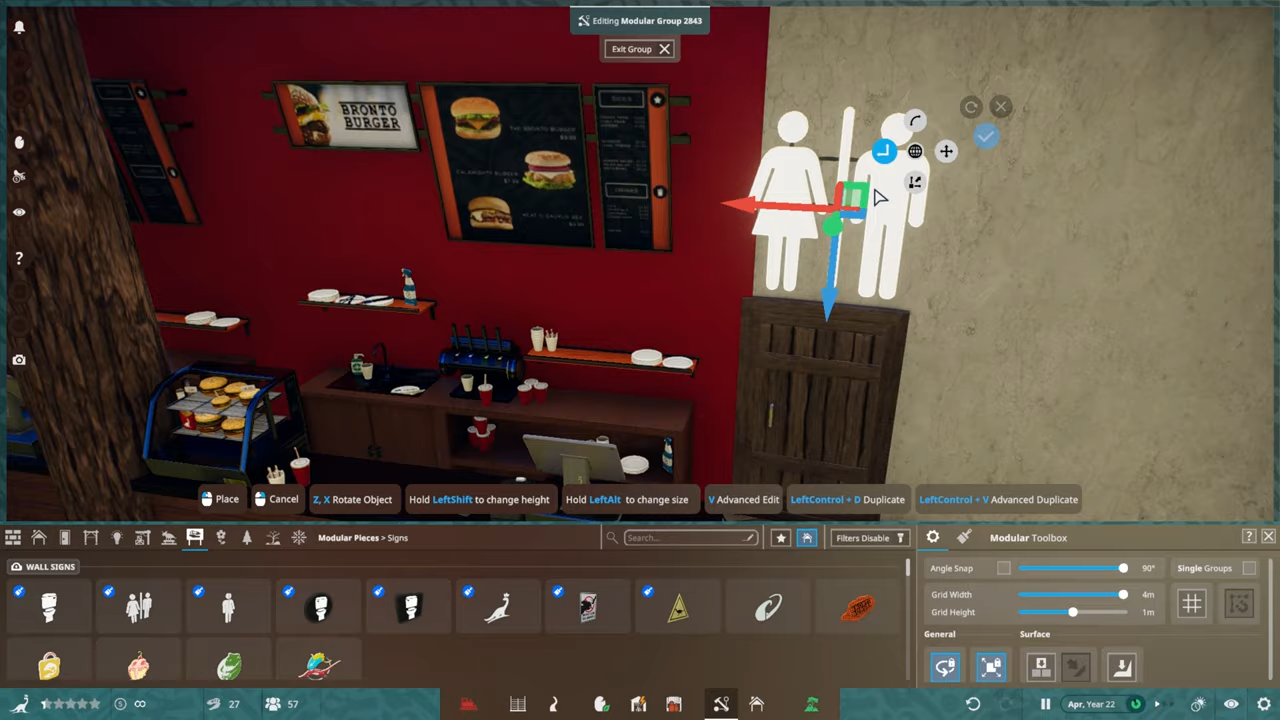 Editing Modular Group 2843
Exit Group
BRONTO
BURGER
THE BRONTO BURGER
SIDES
DRINKS
Place
Cancel
Z, X Rotate Object
Hold LeftShift to change height
Hold LeftAlt to change size
V Advanced Edit
LeftControl + D Duplicate
LeftControl + V Advanced Duplicate
Modular Pieces > Signs
Search...
Filters Disable
Modular Toolbox
?
WALL SIGNS
Angle Snap
90°
Single Groups
Grid Width
4m
Grid Height
1m
General
Surface
27
57
Apr, Year 22